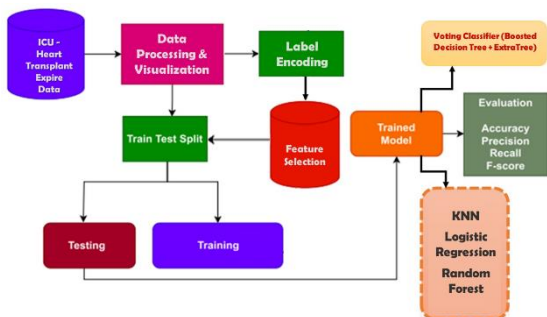 ICU -
Heart
Transplant
Expire
Data
Data
Processing &
Visualization
Label
Encoding
Voting Classifier (Boosted
Decision Tree + ExtraTree)
Train Test Split
Feature
Selection
Trained
Model
Evaluation
Accuracy
Precision
Recall
F-score
Testing
Training
KNN
Logistic
Regression
Random
Forest